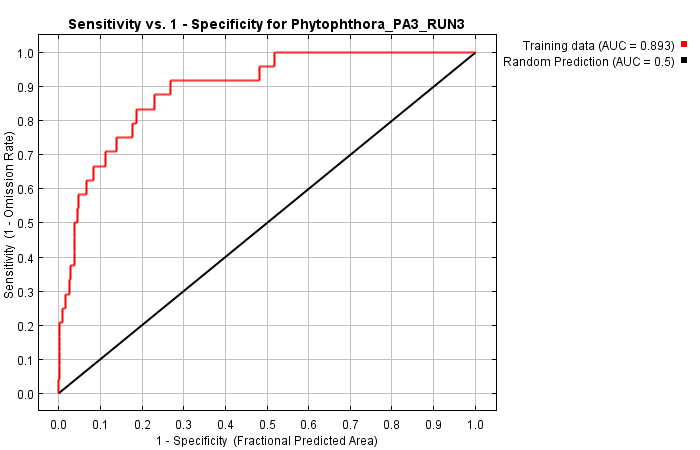 Sensitivity vs. 1 - Specificity for Phytophthora_PA3_RUN3
Training data (AUC = 0.893)
Random Prediction (AUC = 0.5)
Sensitivity (1 - Omission Rate)
1.0
0.9
0.8
0.7
0.6
0.5
0.4
0.3
0.2
0.1
0.0
0.0 0.1 0.2 0.3 0.4 0.5 0.6 0.7 0.8 0.9 1.0
1 - Specificity (Fractional Predicted Area)